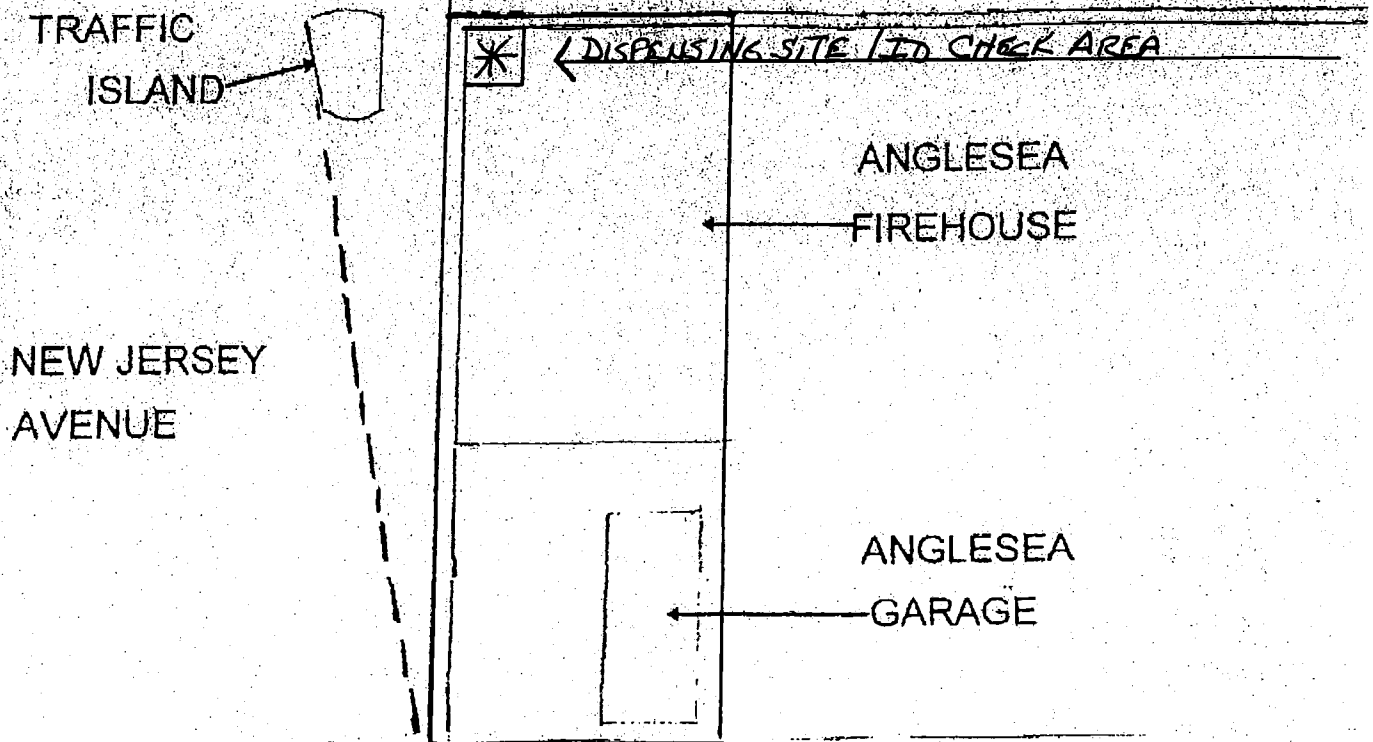 TRAFFIC
ISLAND
DISPENSING SITE / ID CHECK AREA
ANGLESEA
FIREHOUSE
NEW JERSEY
AVENUE
ANGLESEA
GARAGE